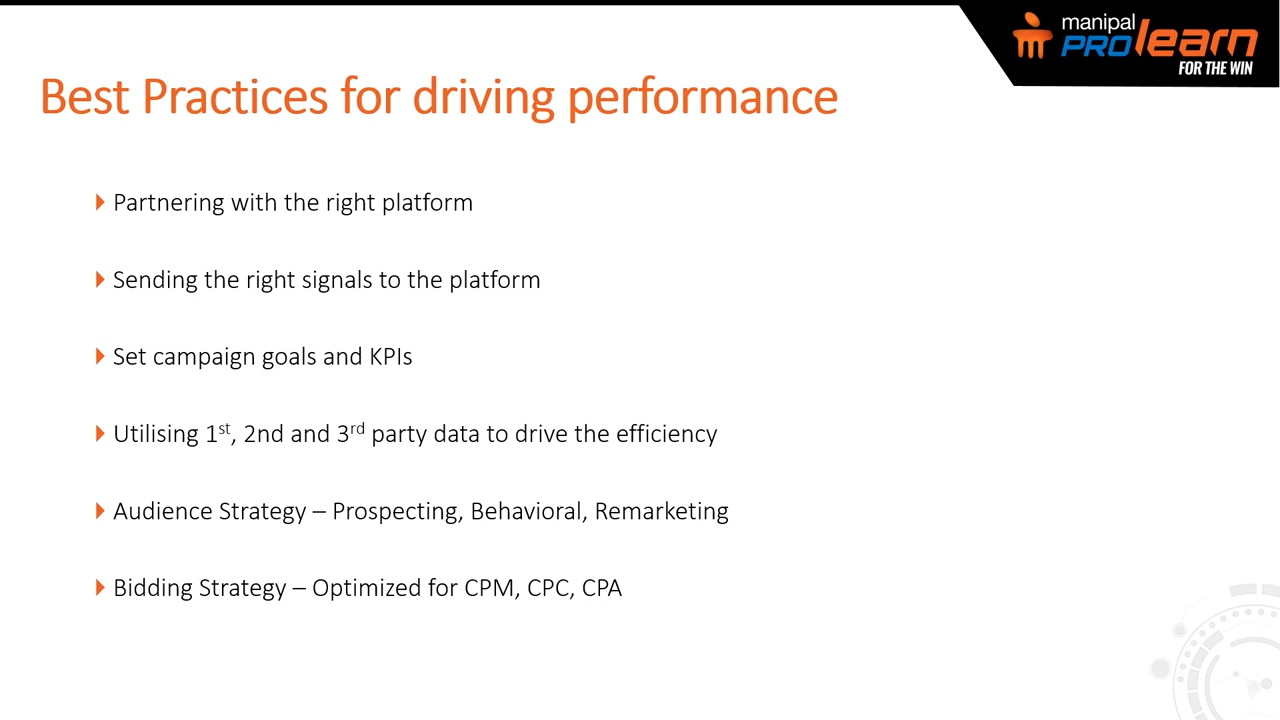 manipal
PROlearn
FOR THE WIN
Best Practices for driving performance
Partnering with the right platform
Sending the right signals to the platform
Set campaign goals and KPIs
Utilising 1st, 2nd and 3rd party data to drive the efficiency
Audience Strategy – Prospecting, Behavioral, Remarketing
Bidding Strategy – Optimized for CPM, CPC, CPA